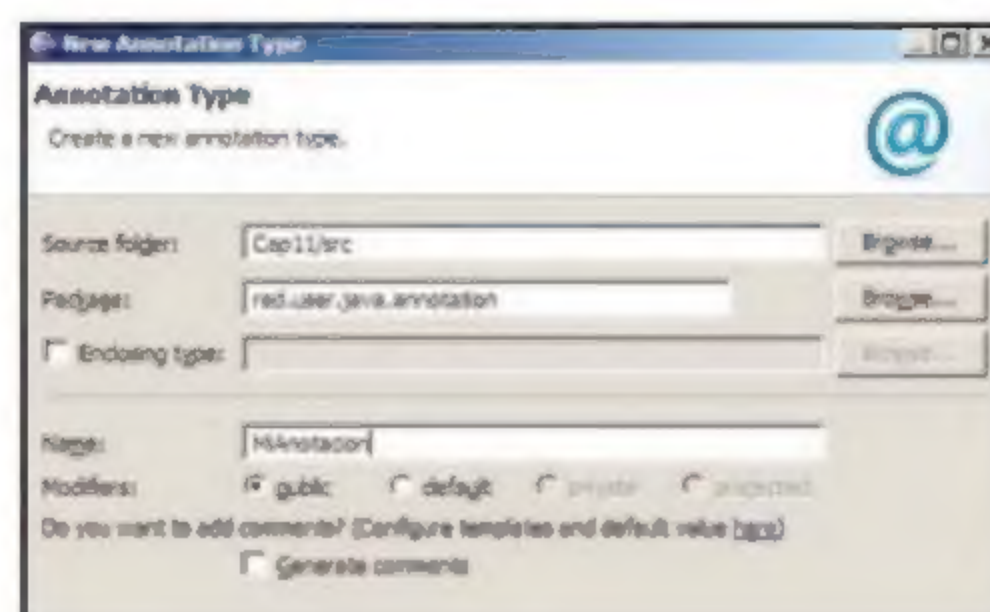 New Annotation Type
Annotation Type
Create a new annotation type.
@
Source folder: Cap11/src Browse...
Package: red.user.java.annotation Browse...
Enclosing type: Browse...
Name: MiAnotacion
Modifiers: public default private protected
Do you want to add comments? (Configure templates and default value here)
Generate comments